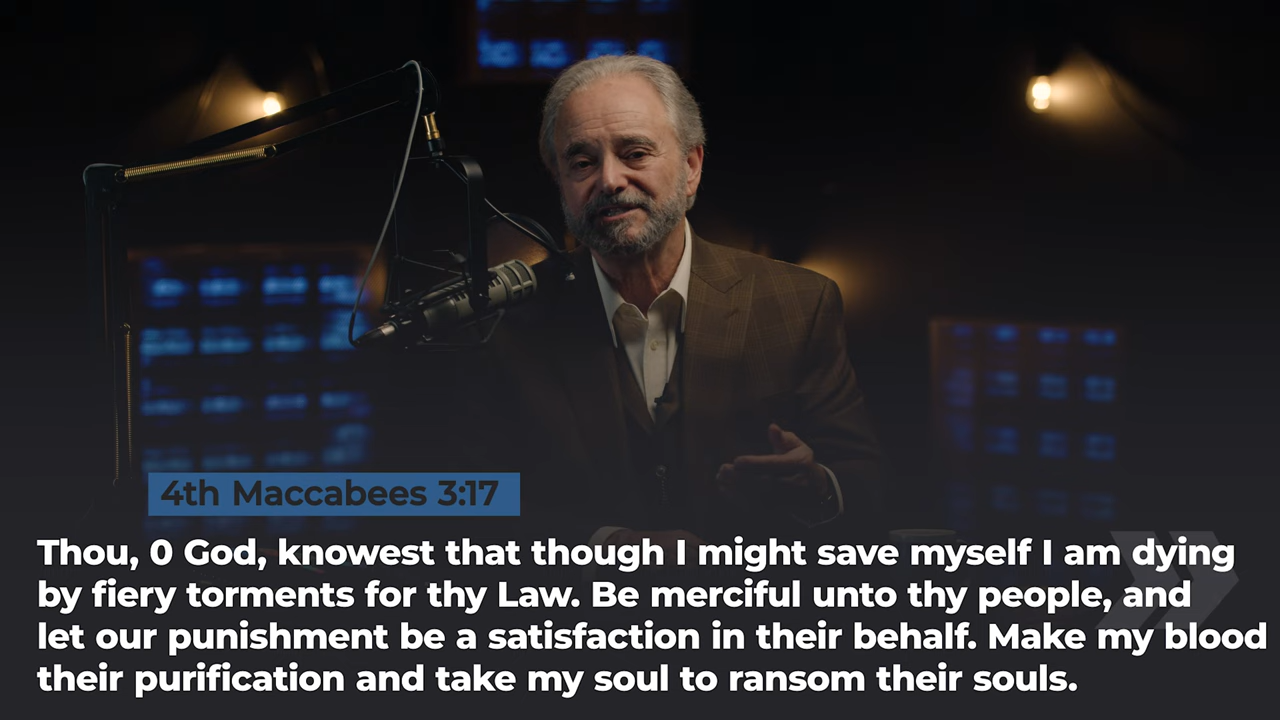 4th Maccabees 3:17
Thou, 0 God, knowest that though I might save myself I am dying
by fiery torments for thy Law. Be merciful unto thy people, and
let our punishment be a satisfaction in their behalf. Make my blood
their purification and take my soul to ransom their souls.